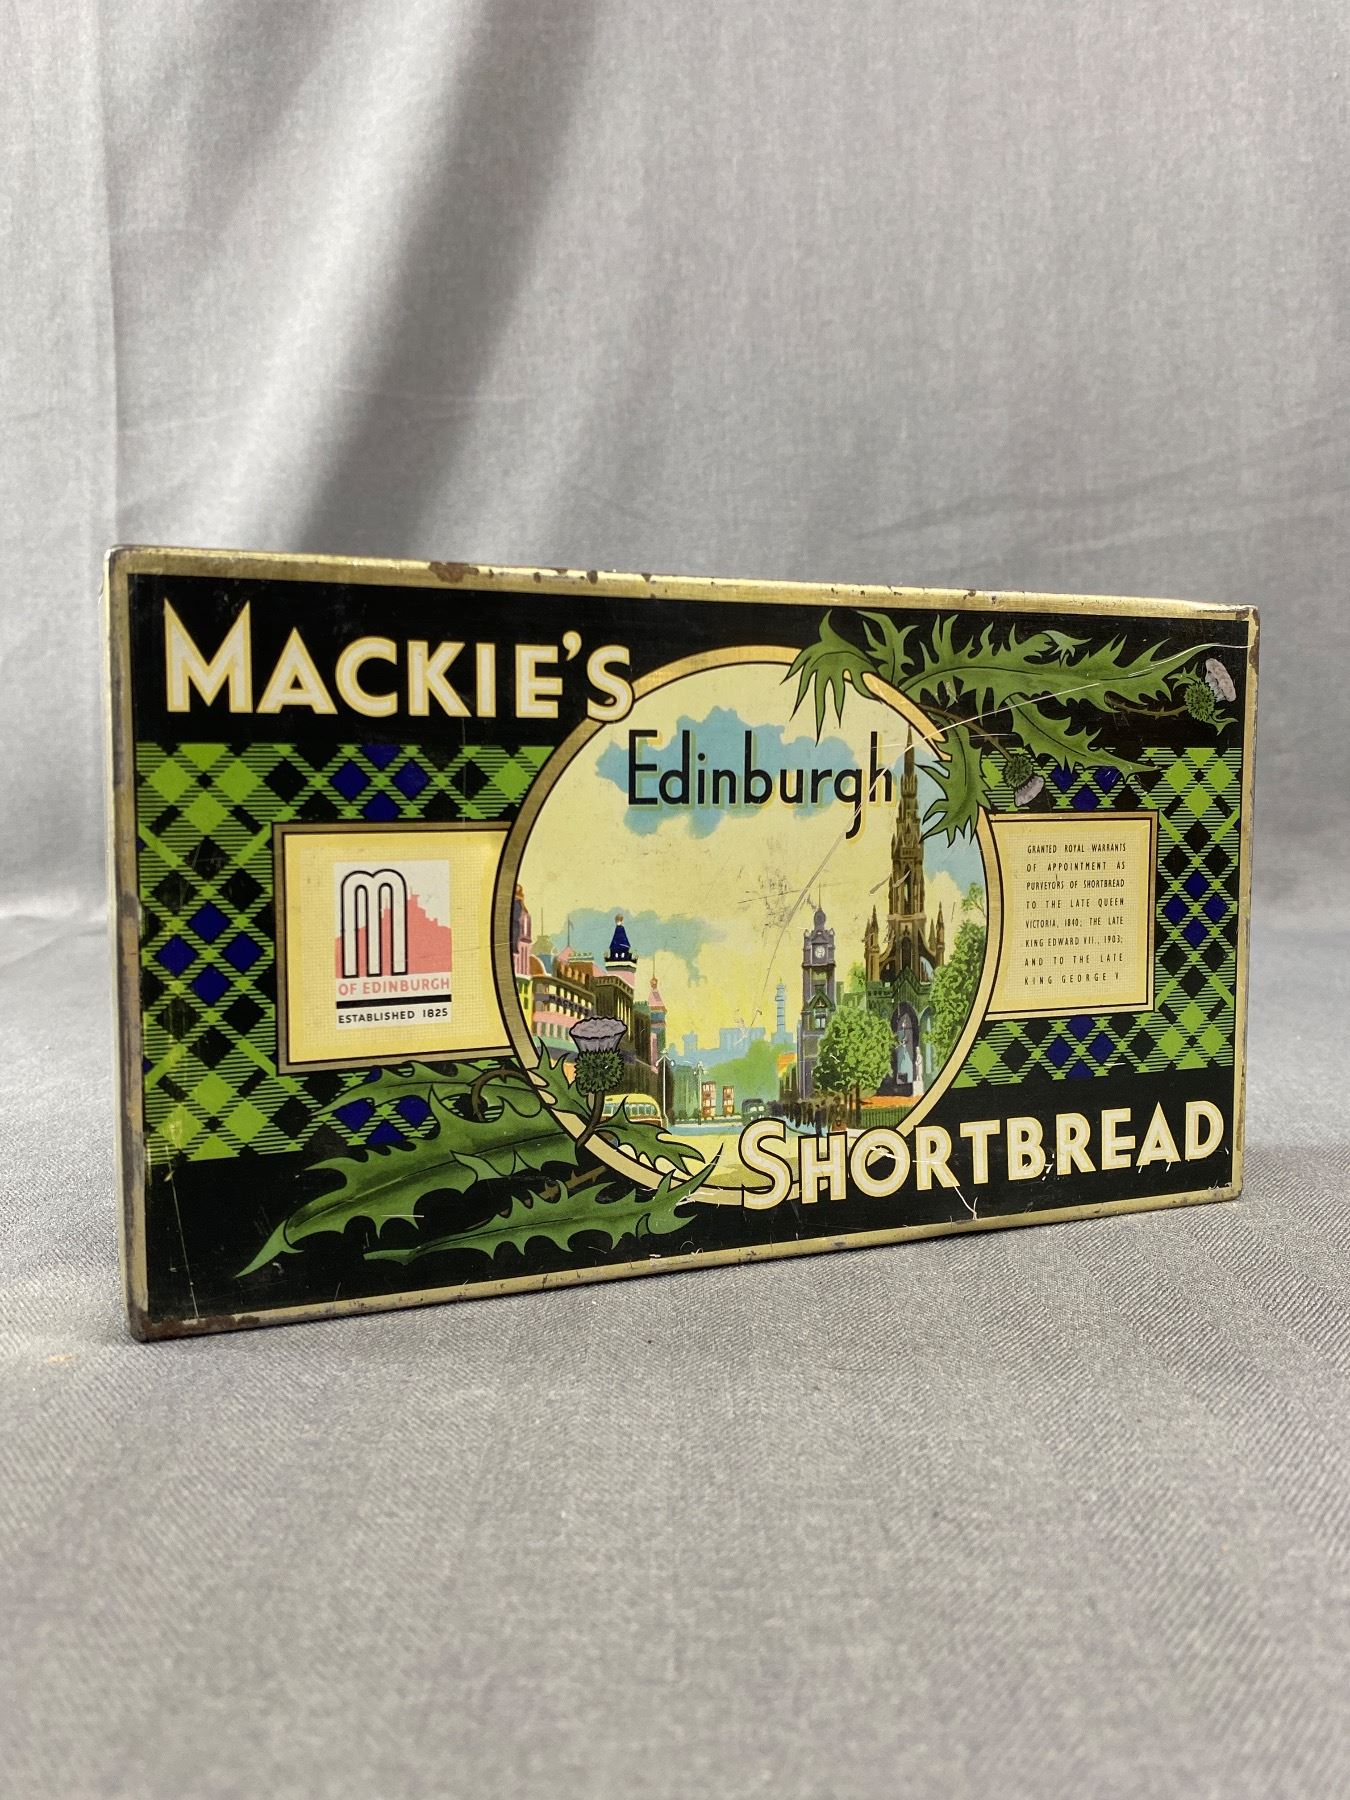 MACKIE'S
Edinburgh
M
OF EDINBURGH
ESTABLISHED 1825
MACKIES
GRANTED ROYAL WARRANTS
OF APPOINTMENT AS
PURVEYORS OF SHORTBREAD
TO THE LATE QUEEN
VICTORIA, 1840; THE LATE
KING EDWARD VII., 1903;
AND TO THE LATE
KING GEORGE V.
SHORTBREAD